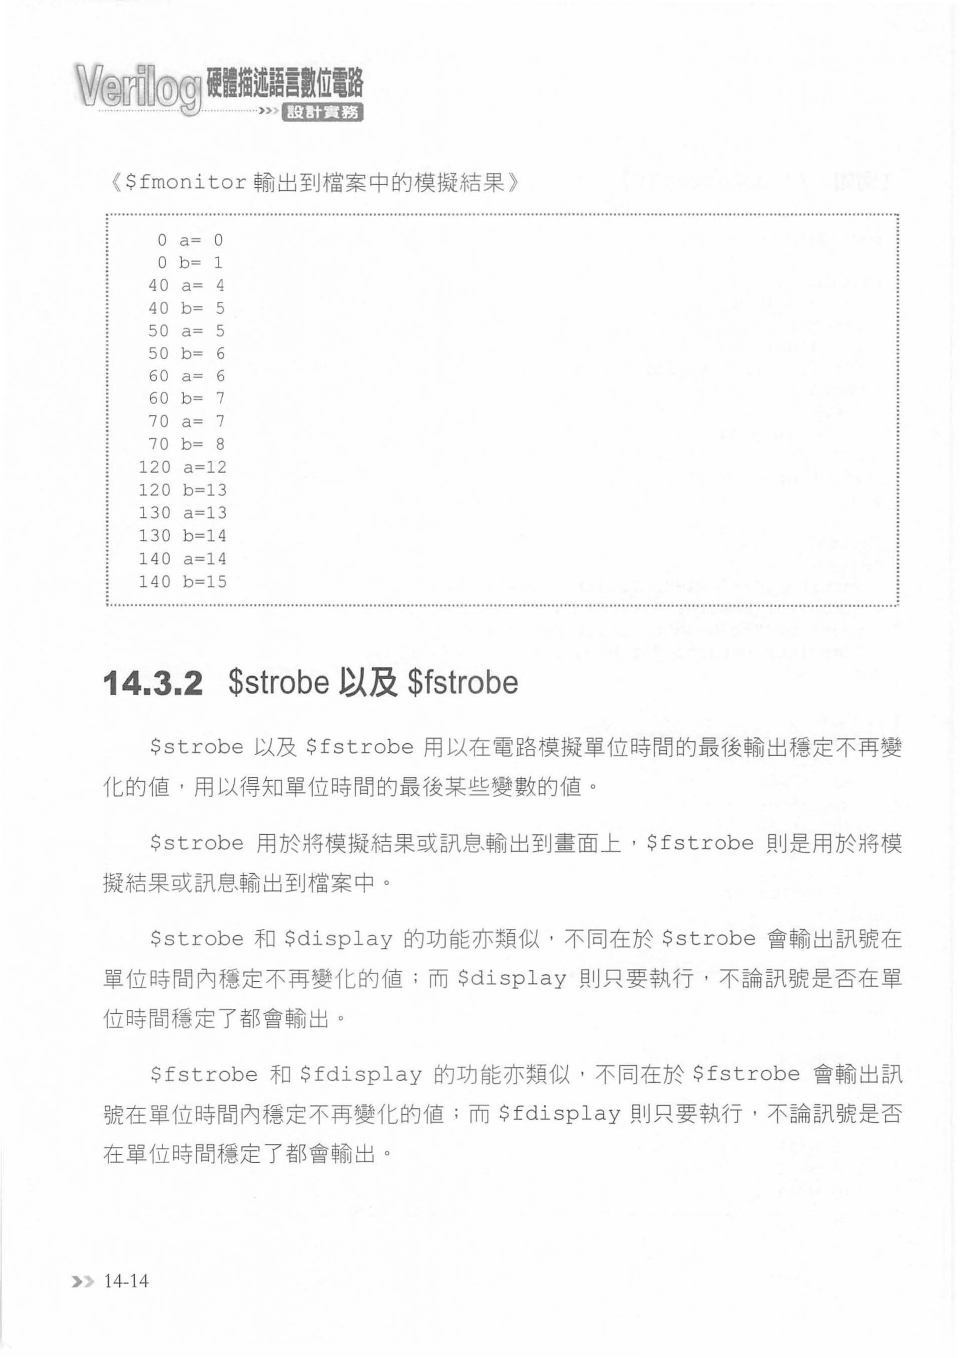 Verilog 硬體描述語言數位電路
>>> 設計實務
《$fmonitor 輸出到檔案中的模擬結果》
0 a= 0
0 b= 1
40 a= 4
40 b= 5
50 a= 5
50 b= 6
60 a= 6
60 b= 7
70 a= 7
70 b= 8
120 a=12
120 b=13
130 a=13
130 b=14
140 a=14
140 b=15
14.3.2 $strobe 以及 $fstrobe
$strobe 以及 $fstrobe 用以在電路模擬單位時間的最後輸出穩定不再變
化的值，用以得知單位時間的最後某些變數的值。
$strobe 用於將模擬結果或訊息輸出到畫面上，$fstrobe 則是用於將模
擬結果或訊息輸出到檔案中。
$strobe 和 $display 的功能亦類似，不同在於 $strobe 會輸出訊號在
單位時間內穩定不再變化的值；而 $display 則只要執行，不論訊號是否在單
位時間穩定了都會輸出。
$fstrobe 和 $fdisplay 的功能亦類似，不同在於 $fstrobe 會輸出訊
號在單位時間內穩定不再變化的值；而 $fdisplay 則只要執行，不論訊號是否
在單位時間穩定了都會輸出。
>> 14-14